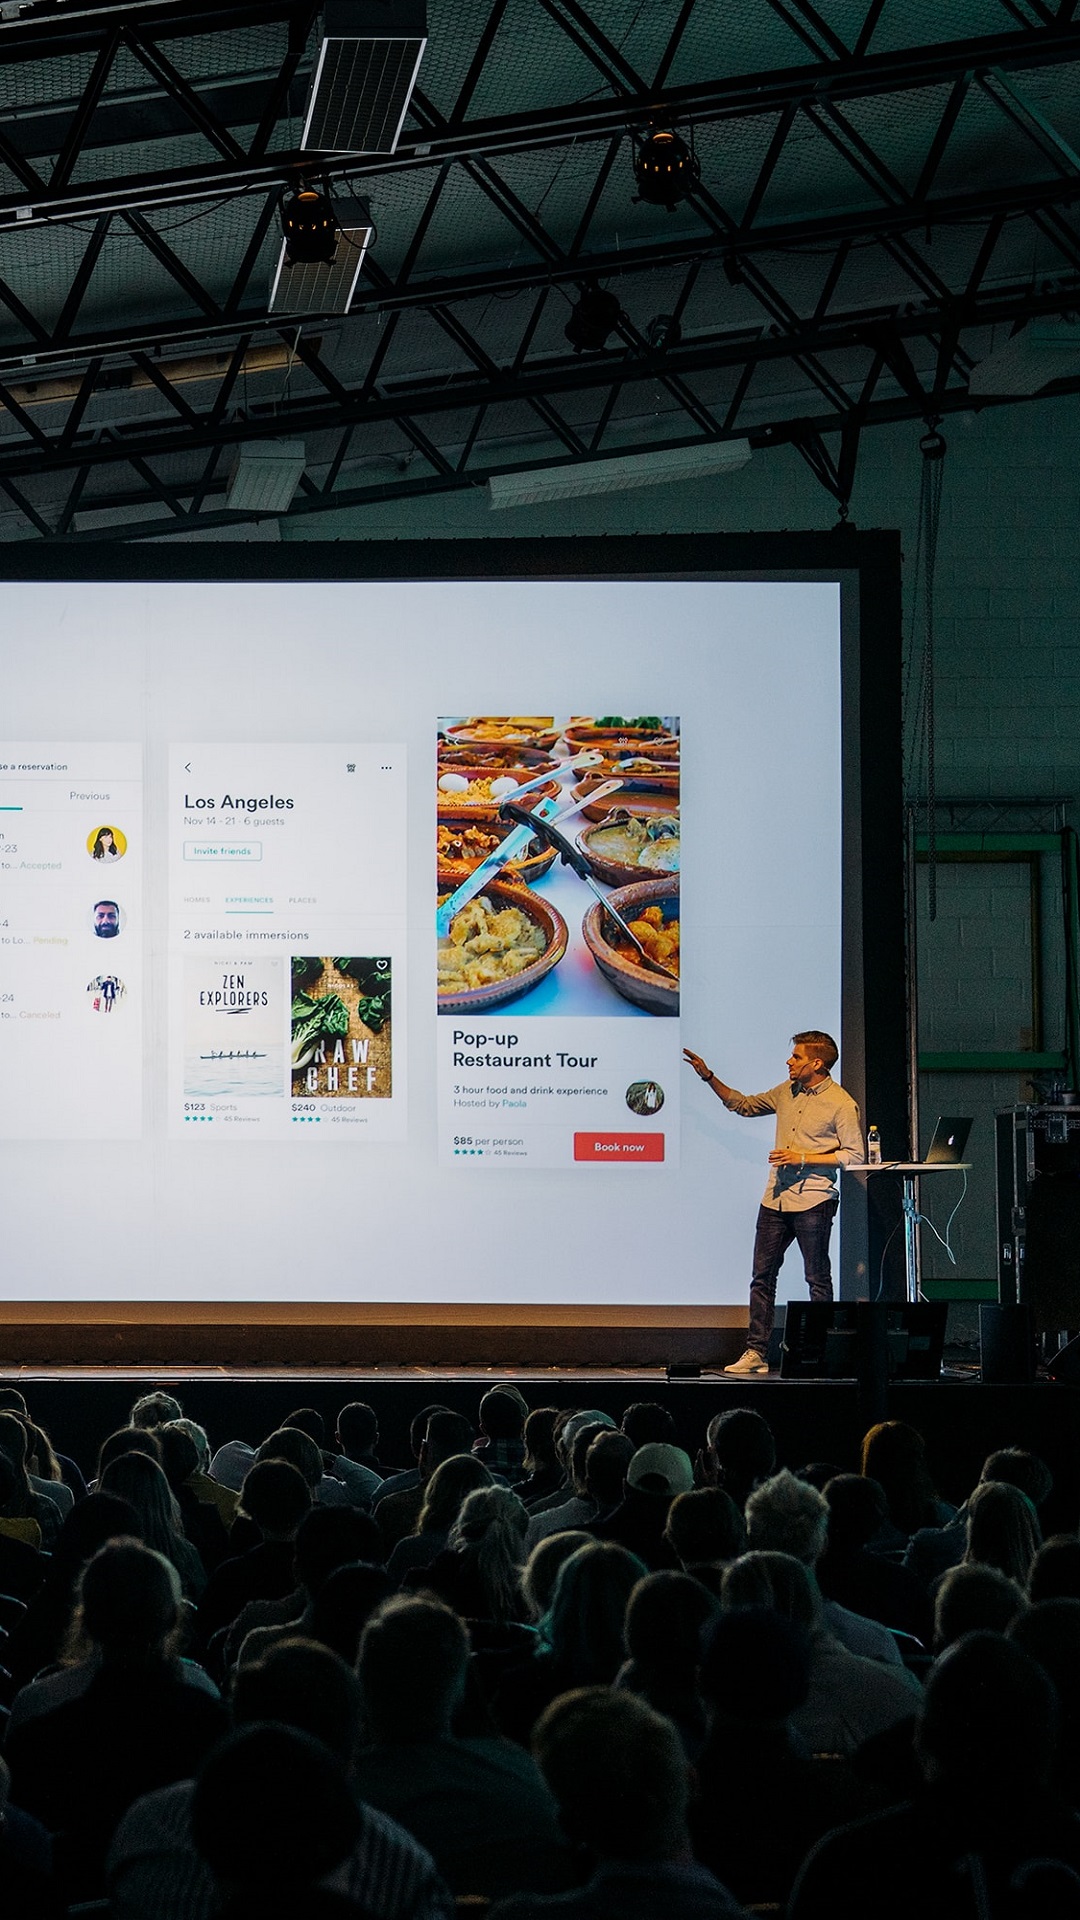 se a reservation
Previous
n
-23
to... Accepted
-4
to Lo... Pending
-24
to... Canceled
Los Angeles
Nov 14 - 21 · 6 guests
Invite friends
HOMES EXPERIENCES PLACES
2 available immersions
ZEN
EXPLORERS
RAW
CHEF
$123 Sports
45 Reviews
$240 Outdoor
45 Reviews
Pop-up
Restaurant Tour
3 hour food and drink experience
Hosted by Paola
$85 per person
45 Reviews
Book now